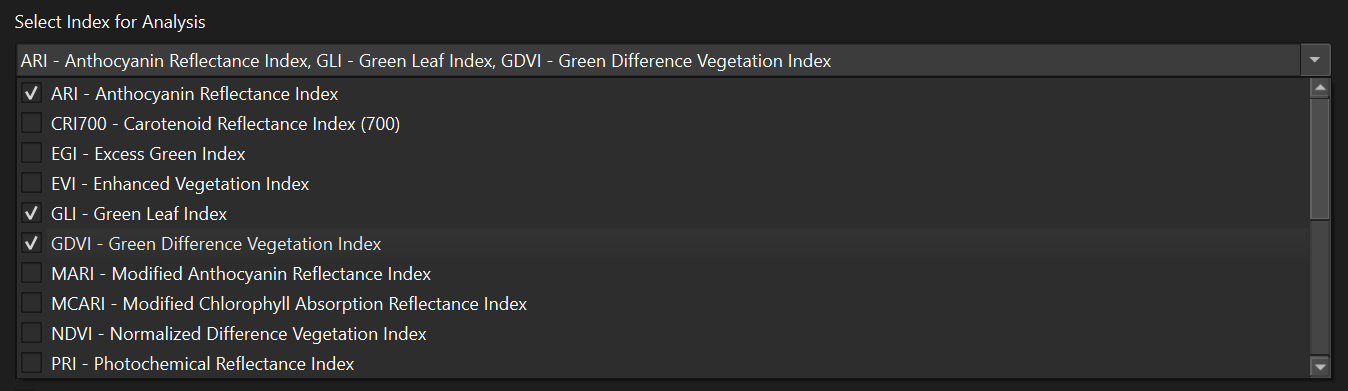 Select Index for Analysis
ARI - Anthocyanin Reflectance Index, GLI - Green Leaf Index, GDVI - Green Difference Vegetation Index
ARI - Anthocyanin Reflectance Index
CRI700 - Carotenoid Reflectance Index (700)
EGI - Excess Green Index
EVI - Enhanced Vegetation Index
GLI - Green Leaf Index
GDVI - Green Difference Vegetation Index
MARI - Modified Anthocyanin Reflectance Index
MCARI - Modified Chlorophyll Absorption Reflectance Index
NDVI - Normalized Difference Vegetation Index
PRI - Photochemical Reflectance Index